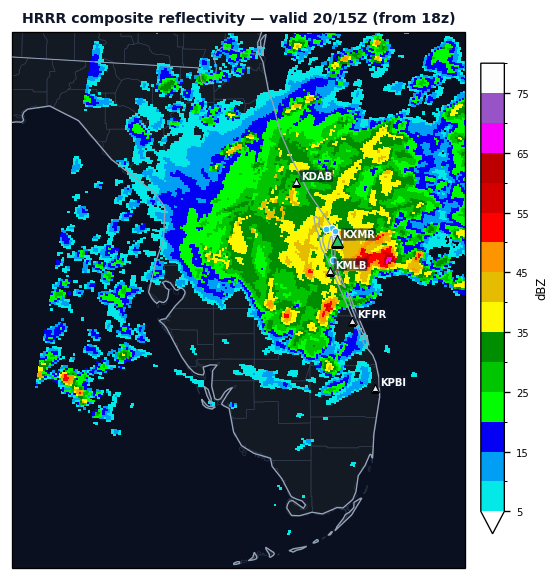 HRRR composite reflectivity — valid 20/15Z (from 18z)
75
65
KDAB
55
KXMR
KMLB
45
dBZ
KFPR
35
KPBI
25
15
5